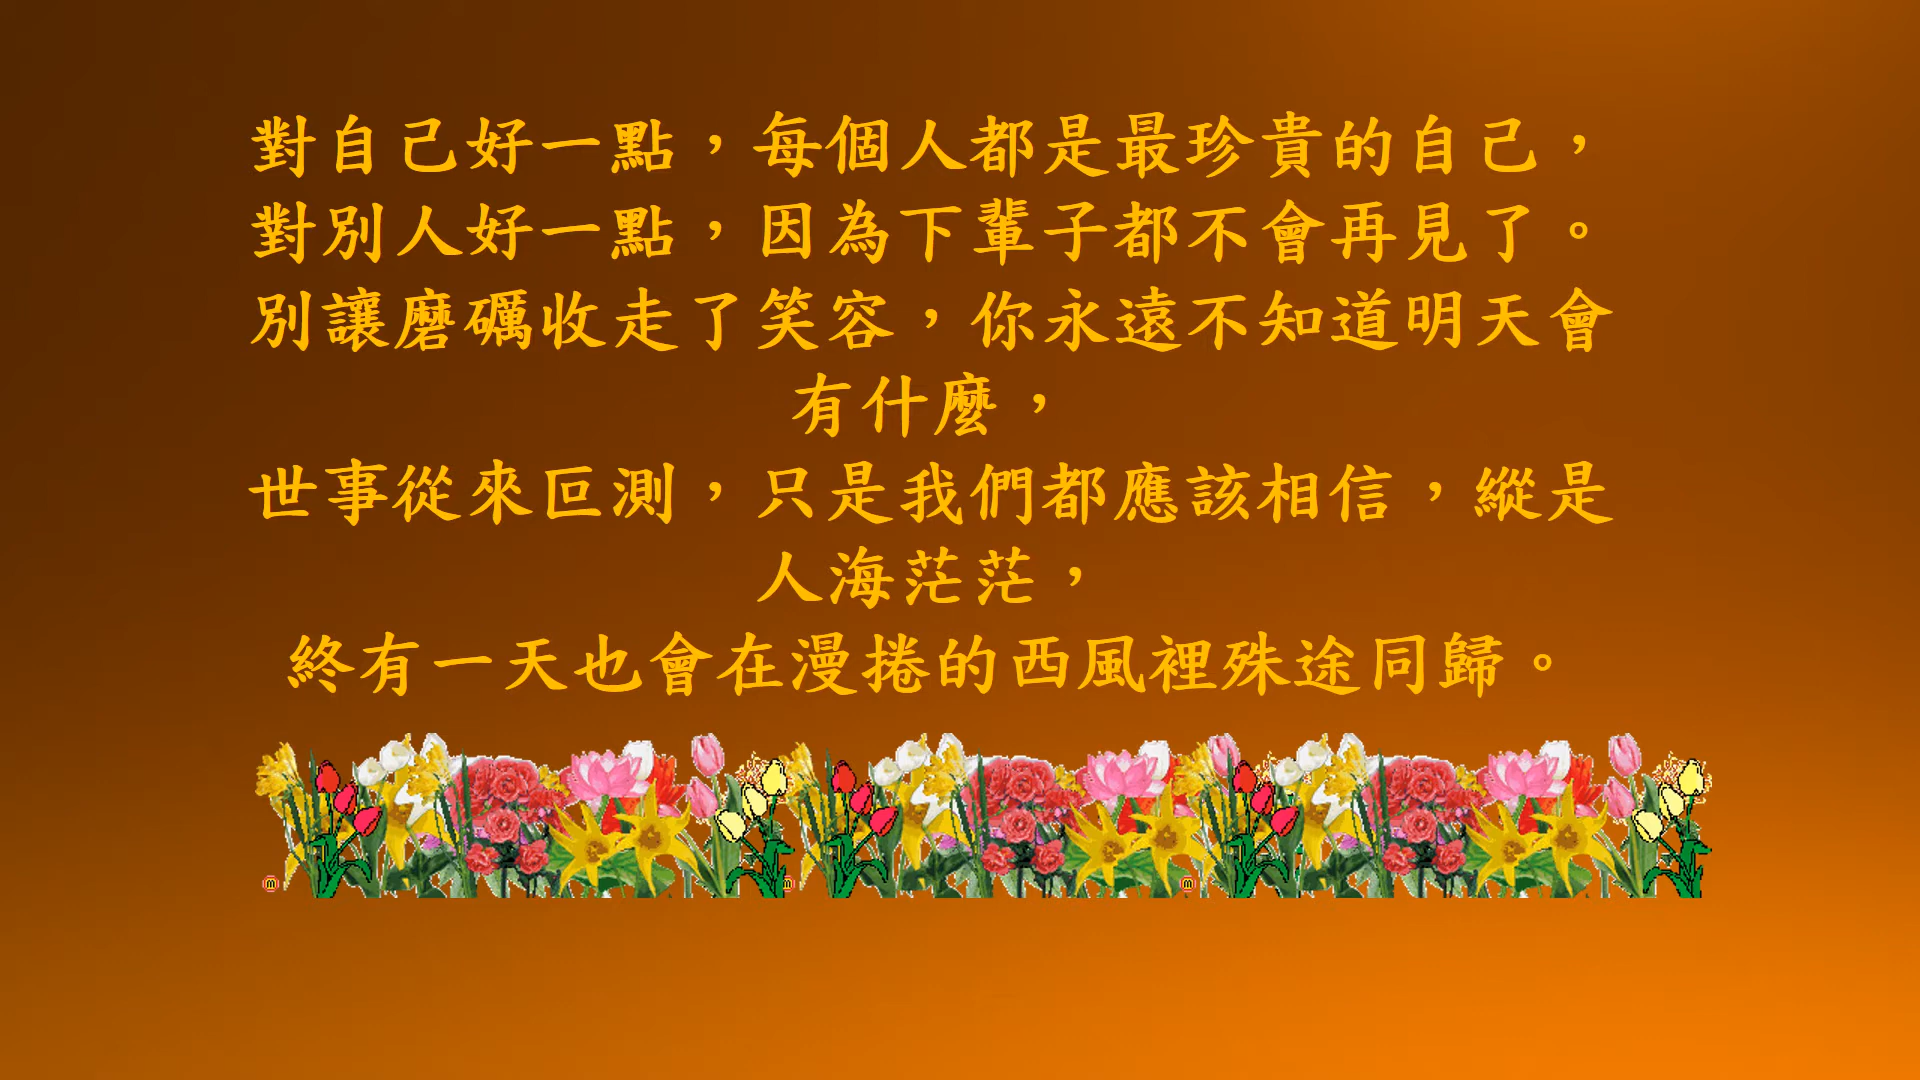 對自己好一點，每個人都是最珍貴的自己，
對別人好一點，因為下輩子都不會再見了。
別讓磨礪收走了笑容，你永遠不知道明天會
有什麼，
世事從來叵測，只是我們都應該相信，縱是
人海茫茫，
終有一天也會在漫捲的西風裡殊途同歸。